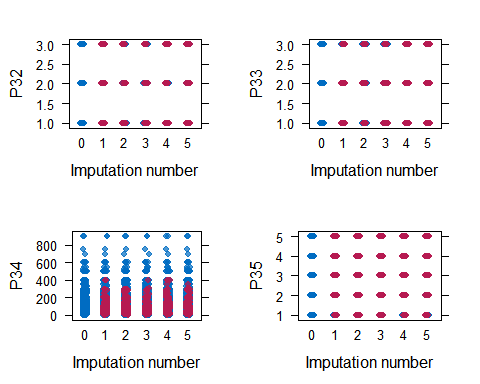 P32
3.0
2.5
2.0
1.5
1.0
0 1 2 3 4 5
Imputation number
P33
3.0
2.5
2.0
1.5
1.0
0 1 2 3 4 5
Imputation number
P34
800
600
400
200
0
0 1 2 3 4 5
Imputation number
P35
5
4
3
2
1
0 1 2 3 4 5
Imputation number